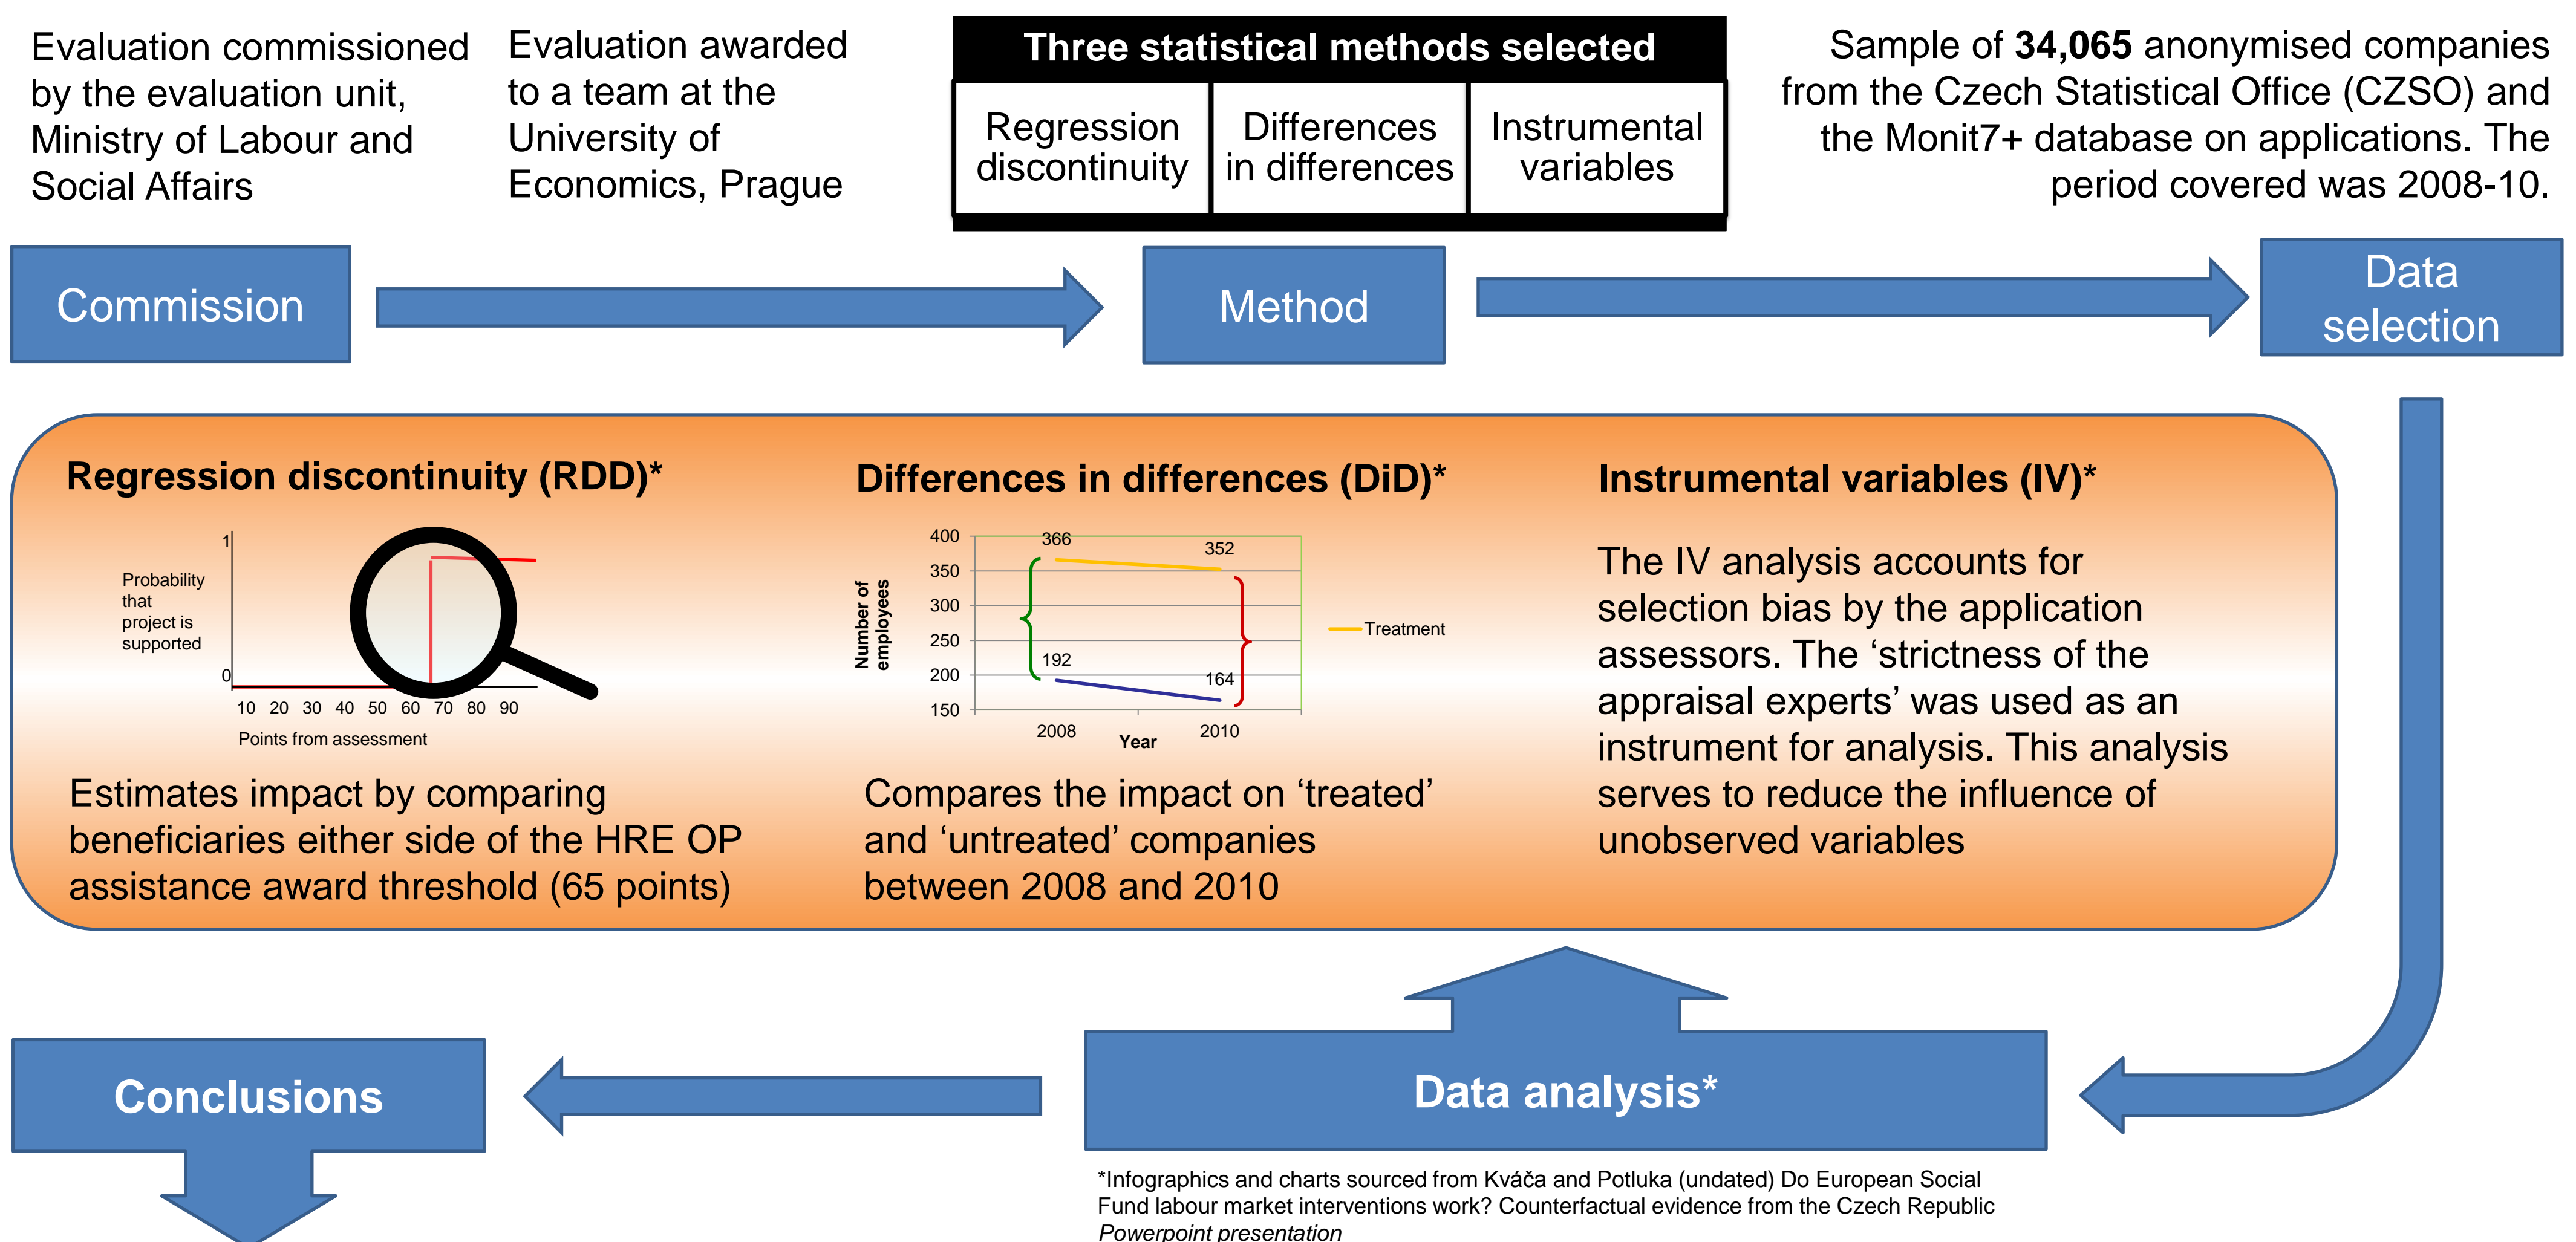 Evaluation commissioned
by the evaluation unit,
Ministry of Labour and
Social Affairs
Evaluation awarded
to a team at the
University of
Economics, Prague
Three statistical methods selected
Regression
discontinuity
Differences
in differences
Instrumental
variables
Sample of 34,065 anonymised companies
from the Czech Statistical Office (CZSO) and
the Monit7+ database on applications. The
period covered was 2008-10.
Commission
Method
Data
selection
Regression discontinuity (RDD)*
1
Probability
that
project is
supported
0
10 20 30 40 50 60 70 80 90
Points from assessment
Estimates impact by comparing
beneficiaries either side of the HRE OP
assistance award threshold (65 points)
Differences in differences (DiD)*
Number of
employees
400
350
300
250
200
150
366
352
192
164
2008
2010
Year
Treatment
Compares the impact on ‘treated’
and ‘untreated’ companies
between 2008 and 2010
Instrumental variables (IV)*
The IV analysis accounts for
selection bias by the application
assessors. The ‘strictness of the
appraisal experts’ was used as an
instrument for analysis. This analysis
serves to reduce the influence of
unobserved variables
Conclusions
Data analysis*
*Infographics and charts sourced from Kváča and Potluka (undated) Do European Social
Fund labour market interventions work? Counterfactual evidence from the Czech Republic
Powerpoint presentation